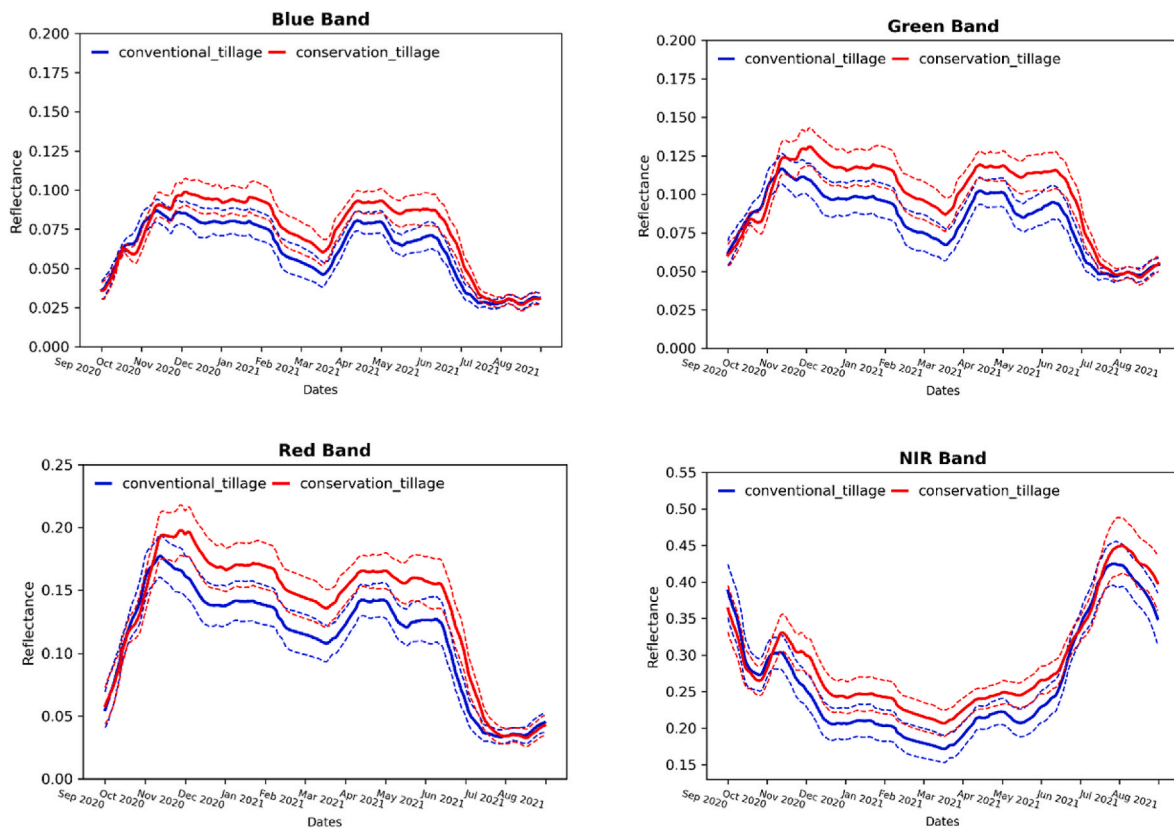 Blue Band
conventional_tillage conservation_tillage
Reflectance
0.200
0.175
0.150
0.125
0.100
0.075
0.050
0.025
0.000
Sep 2020 Oct 2020 Nov 2020 Dec 2020 Jan 2021 Feb 2021 Mar 2021 Apr 2021 May 2021 Jun 2021 Jul 2021 Aug 2021
Dates
Green Band
conventional_tillage conservation_tillage
Reflectance
0.200
0.175
0.150
0.125
0.100
0.075
0.050
0.025
0.000
Sep 2020 Oct 2020 Nov 2020 Dec 2020 Jan 2021 Feb 2021 Mar 2021 Apr 2021 May 2021 Jun 2021 Jul 2021 Aug 2021
Dates
Red Band
conventional_tillage conservation_tillage
Reflectance
0.25
0.20
0.15
0.10
0.05
0.00
Sep 2020 Oct 2020 Nov 2020 Dec 2020 Jan 2021 Feb 2021 Mar 2021 Apr 2021 May 2021 Jun 2021 Jul 2021 Aug 2021
Dates
NIR Band
conventional_tillage conservation_tillage
Reflectance
0.55
0.50
0.45
0.40
0.35
0.30
0.25
0.20
0.15
Sep 2020 Oct 2020 Nov 2020 Dec 2020 Jan 2021 Feb 2021 Mar 2021 Apr 2021 May 2021 Jun 2021 Jul 2021 Aug 2021
Dates